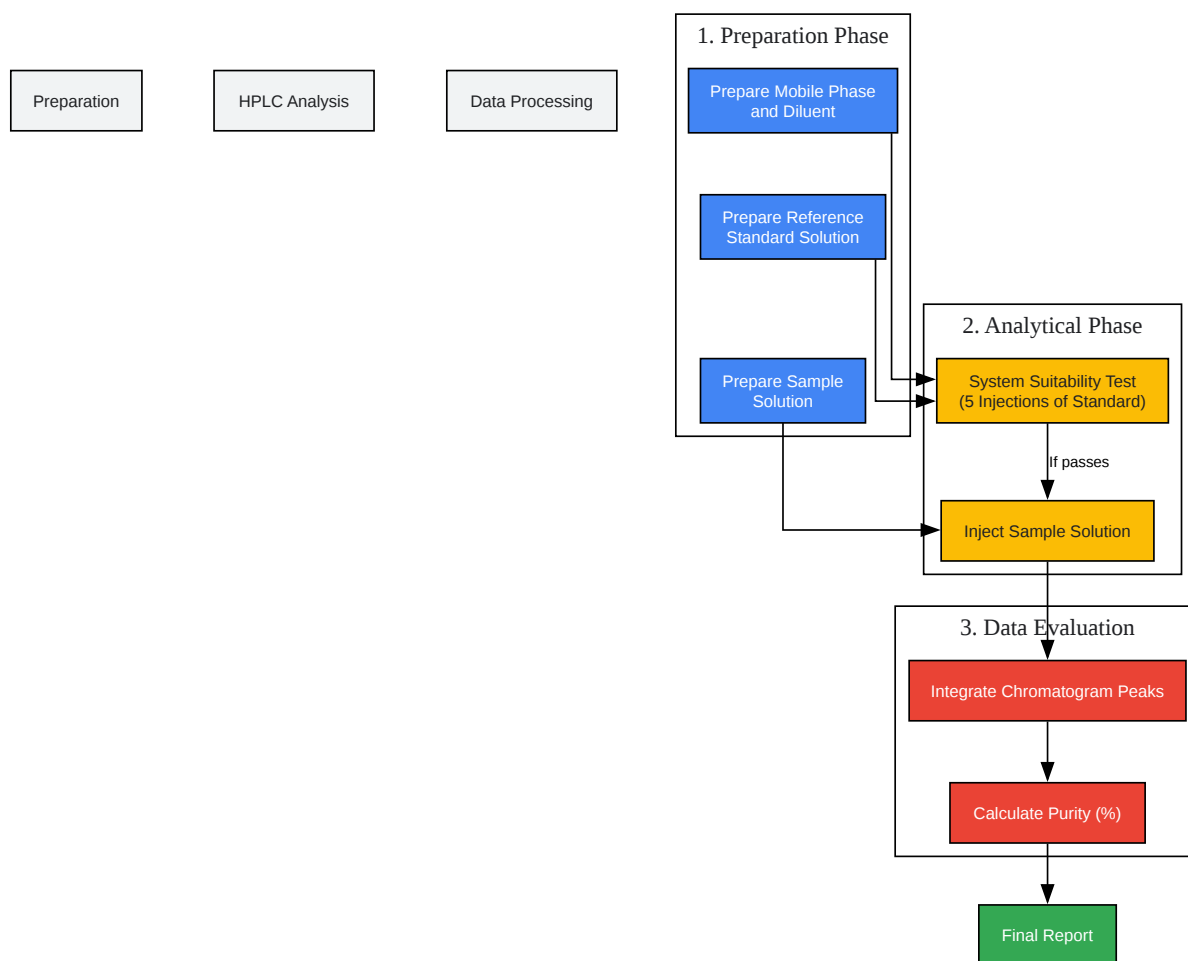 1. Preparation Phase
Preparation
HPLC Analysis
Data Processing
Prepare Mobile Phase
and Diluent
Prepare Reference
Standard Solution
2. Analytical Phase
Prepare Sample
Solution
System Suitability Test
(5 Injections of Standard)
If passes
Inject Sample Solution
3. Data Evaluation
Integrate Chromatogram Peaks
Calculate Purity (%)
Final Report